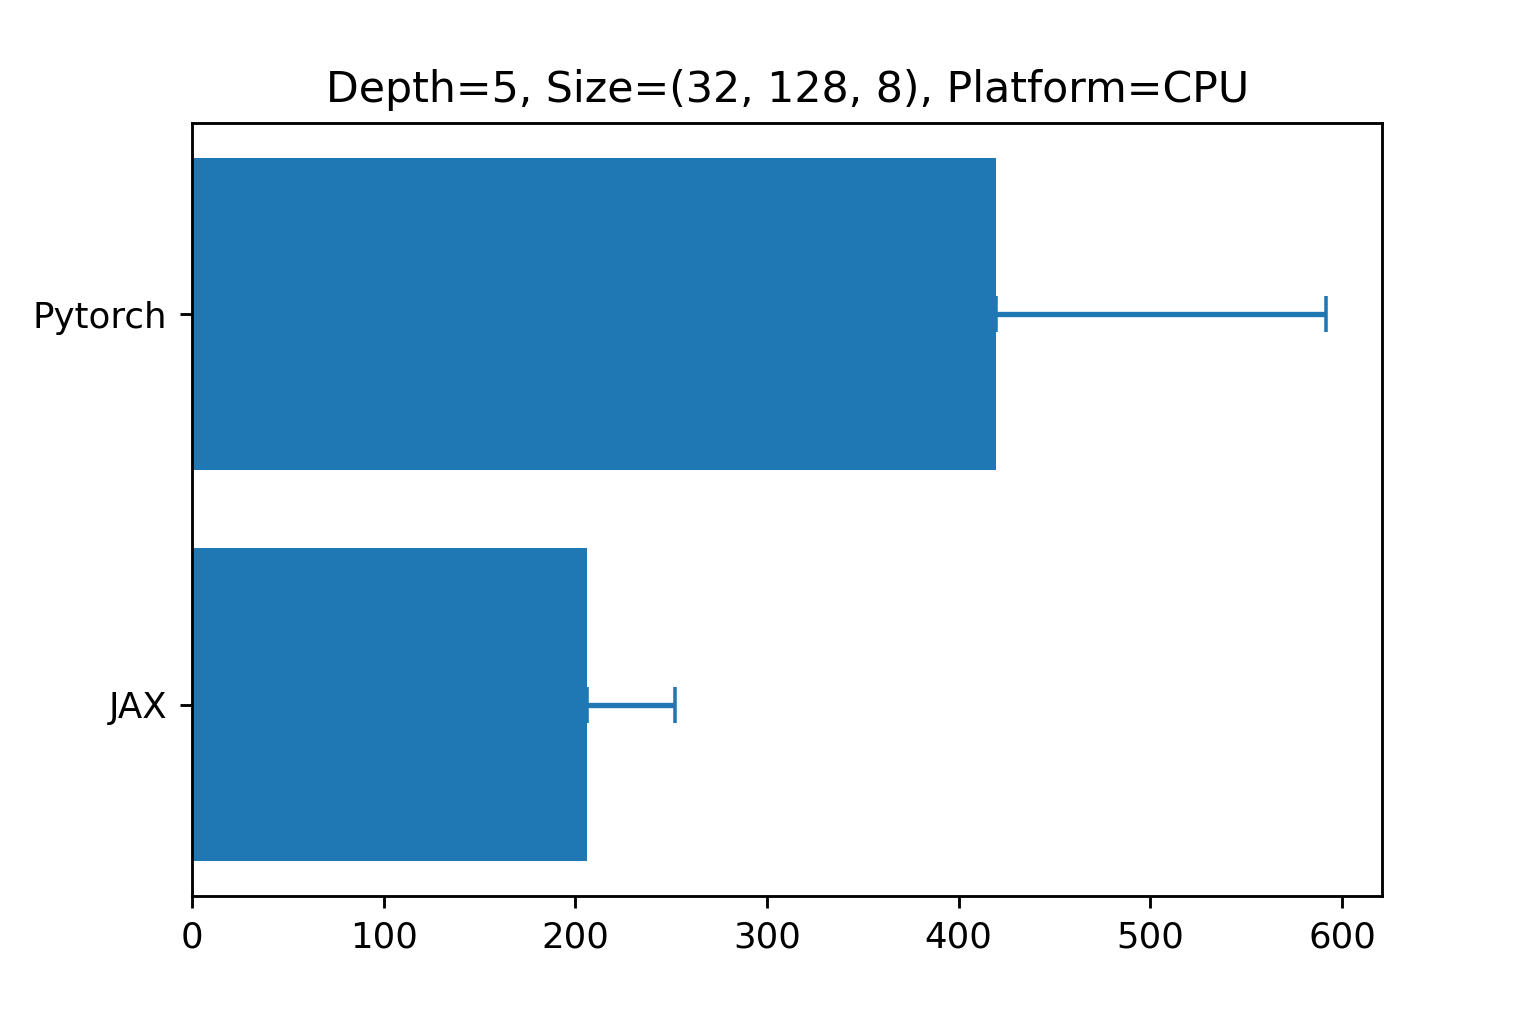 Depth=5, Size=(32, 128, 8), Platform=CPU
Pytorch
JAX
0 100 200 300 400 500 600